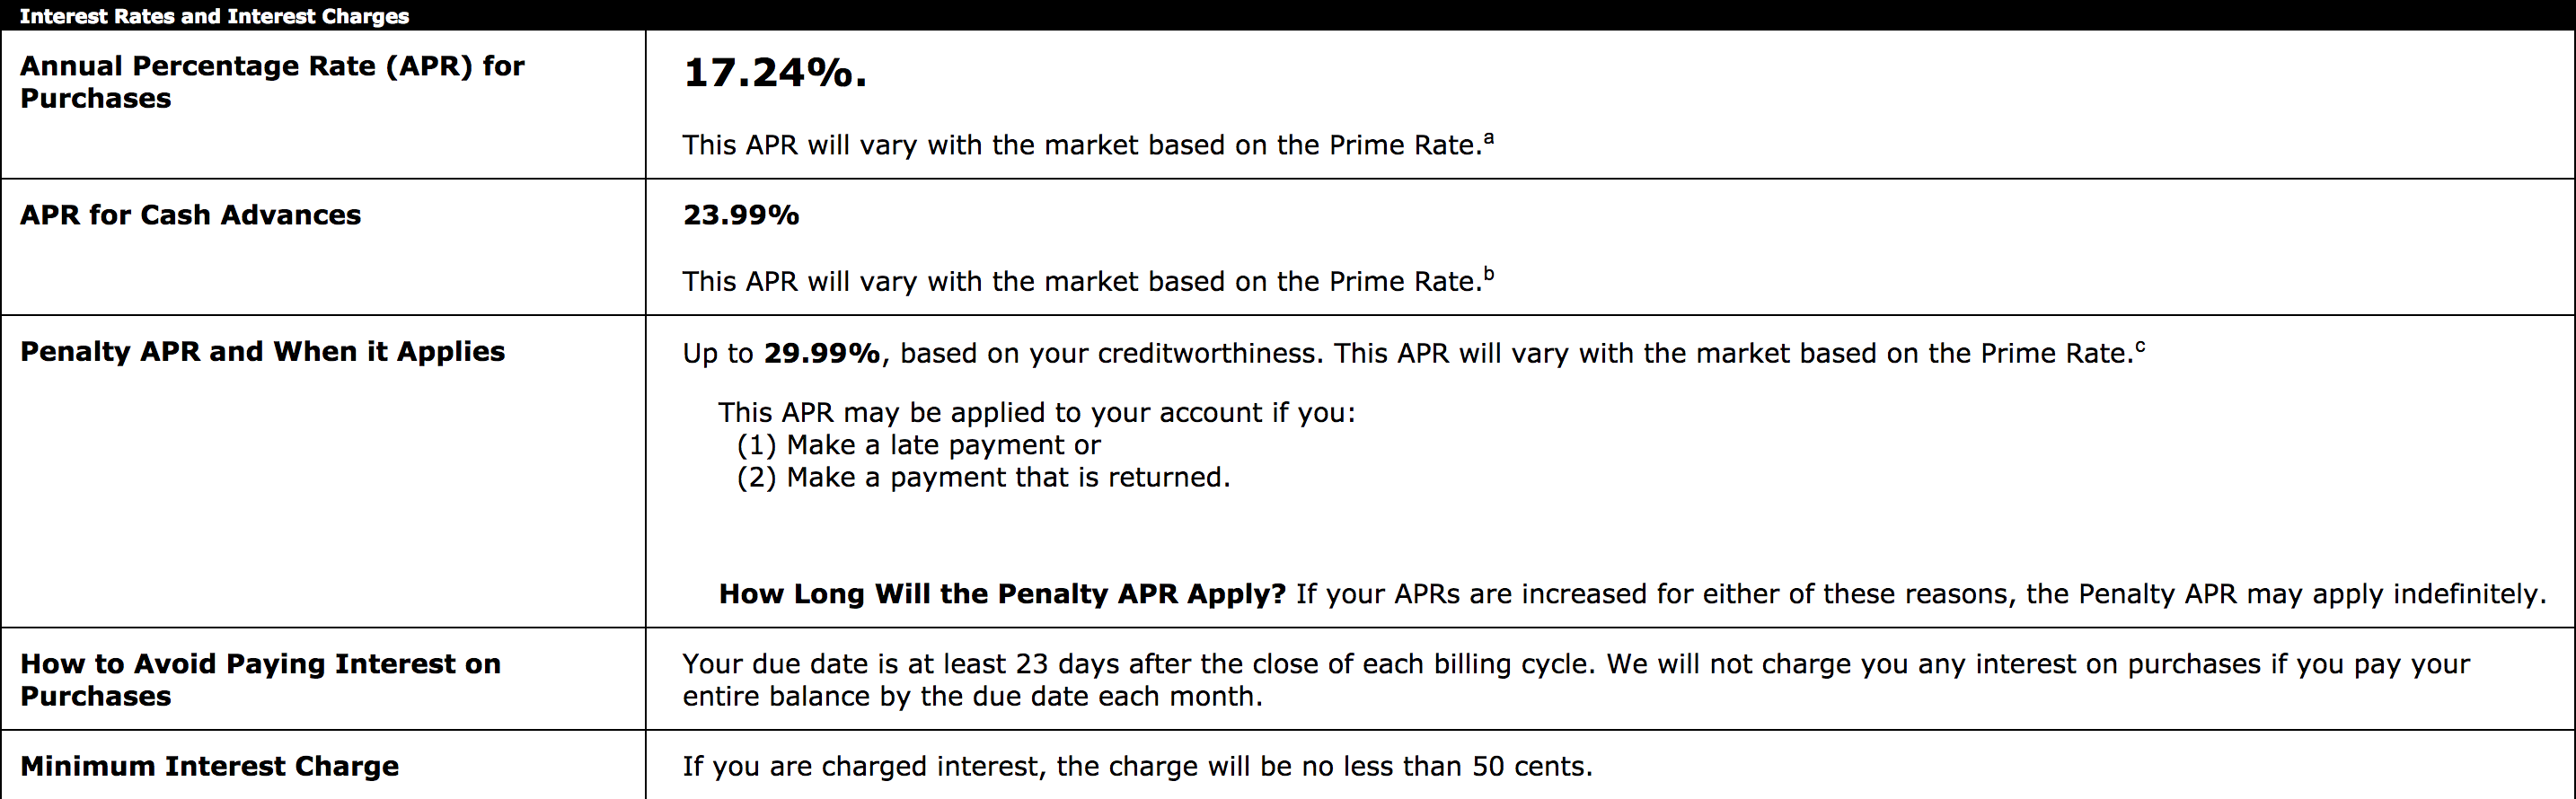 Interest Rates and Interest Charges
Annual Percentage Rate (APR) for
Purchases
17.24%.
This APR will vary with the market based on the Prime Rate.a
APR for Cash Advances
23.99%
This APR will vary with the market based on the Prime Rate.b
Penalty APR and When it Applies
Up to 29.99%, based on your creditworthiness. This APR will vary with the market based on the Prime Rate.c
This APR may be applied to your account if you:
(1) Make a late payment or
(2) Make a payment that is returned.
How Long Will the Penalty APR Apply? If your APRs are increased for either of these reasons, the Penalty APR may apply indefinitely.
How to Avoid Paying Interest on
Purchases
Your due date is at least 23 days after the close of each billing cycle. We will not charge you any interest on purchases if you pay your
entire balance by the due date each month.
Minimum Interest Charge
If you are charged interest, the charge will be no less than 50 cents.